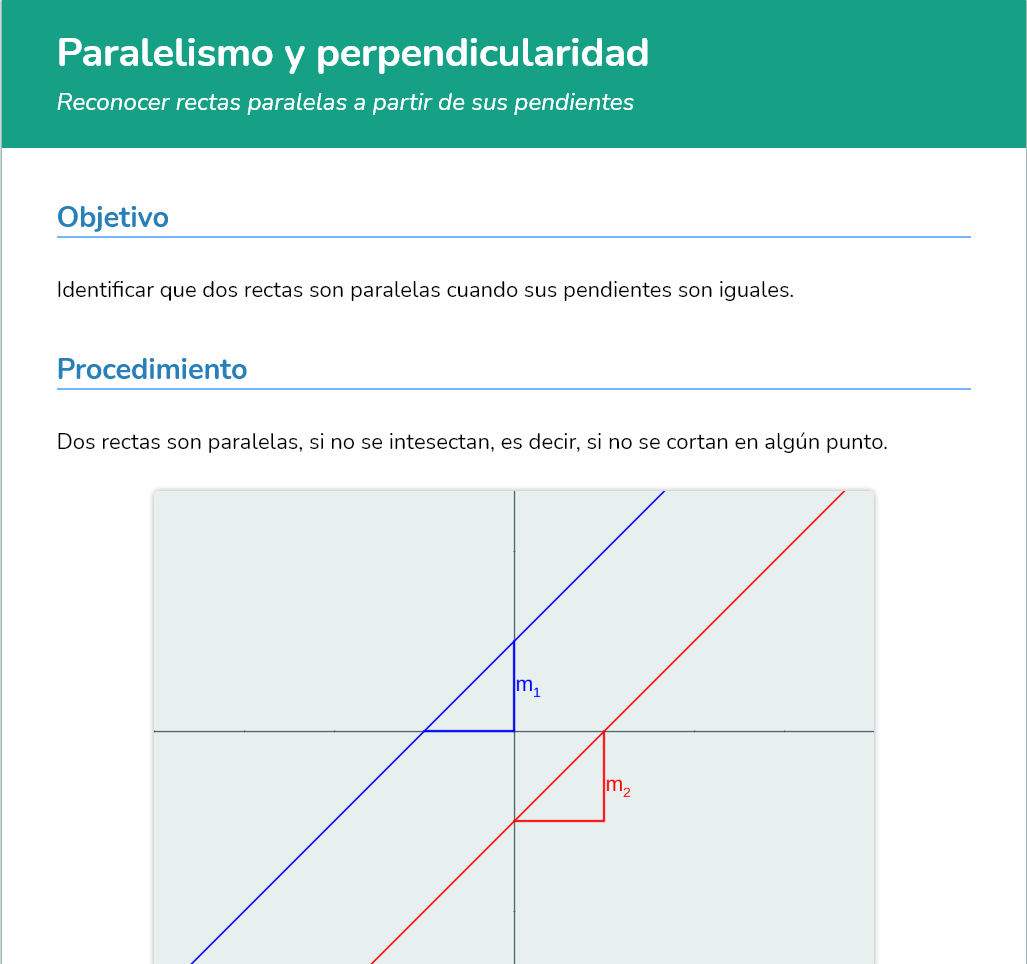 Paralelismo y perpendicularidad
Reconocer rectas paralelas a partir de sus pendientes
Objetivo
Identificar que dos rectas son paralelas cuando sus pendientes son iguales.
Procedimiento
Dos rectas son paralelas, si no se intesectan, es decir, si no se cortan en algún punto.
m₁
m₂